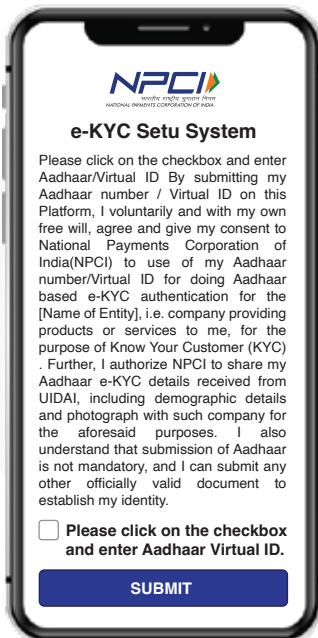 NPCI
भारतीय राष्ट्रीय भुगतान निगम
NATIONAL PAYMENTS CORPORATION OF INDIA
e-KYC Setu System
Please click on the checkbox and enter
Aadhaar/Virtual ID By submitting my
Aadhaar number / Virtual ID on this
Platform, I voluntarily and with my own
free will, agree and give my consent to
National Payments Corporation of
India(NPCI) to use of my Aadhaar
number/Virtual ID for doing Aadhaar
based e-KYC authentication for the
[Name of Entity], i.e. company providing
products or services to me, for the
purpose of Know Your Customer (KYC)
. Further, I authorize NPCI to share my
Aadhaar e-KYC details received from
UIDAI, including demographic details
and photograph with such company for
the aforesaid purposes. I also
understand that submission of Aadhaar
is not mandatory, and I can submit any
other officially valid document to
establish my identity.
Please click on the checkbox
and enter Aadhaar Virtual ID.
SUBMIT